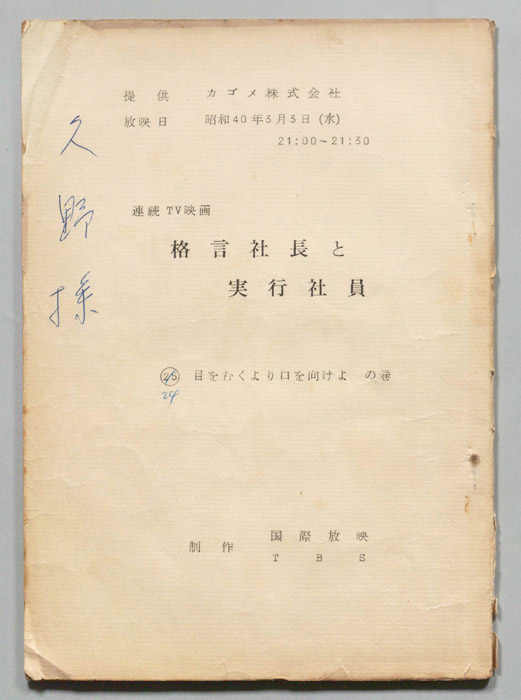 提供 カゴメ株式会社
放映日 昭和40年3月3日(水)
21:00~21:30
久野操
連続TV映画
格言社長と
実行社員
㉕ 目をむくより口を向けよ の巻
24
制作 国際放映
TBS